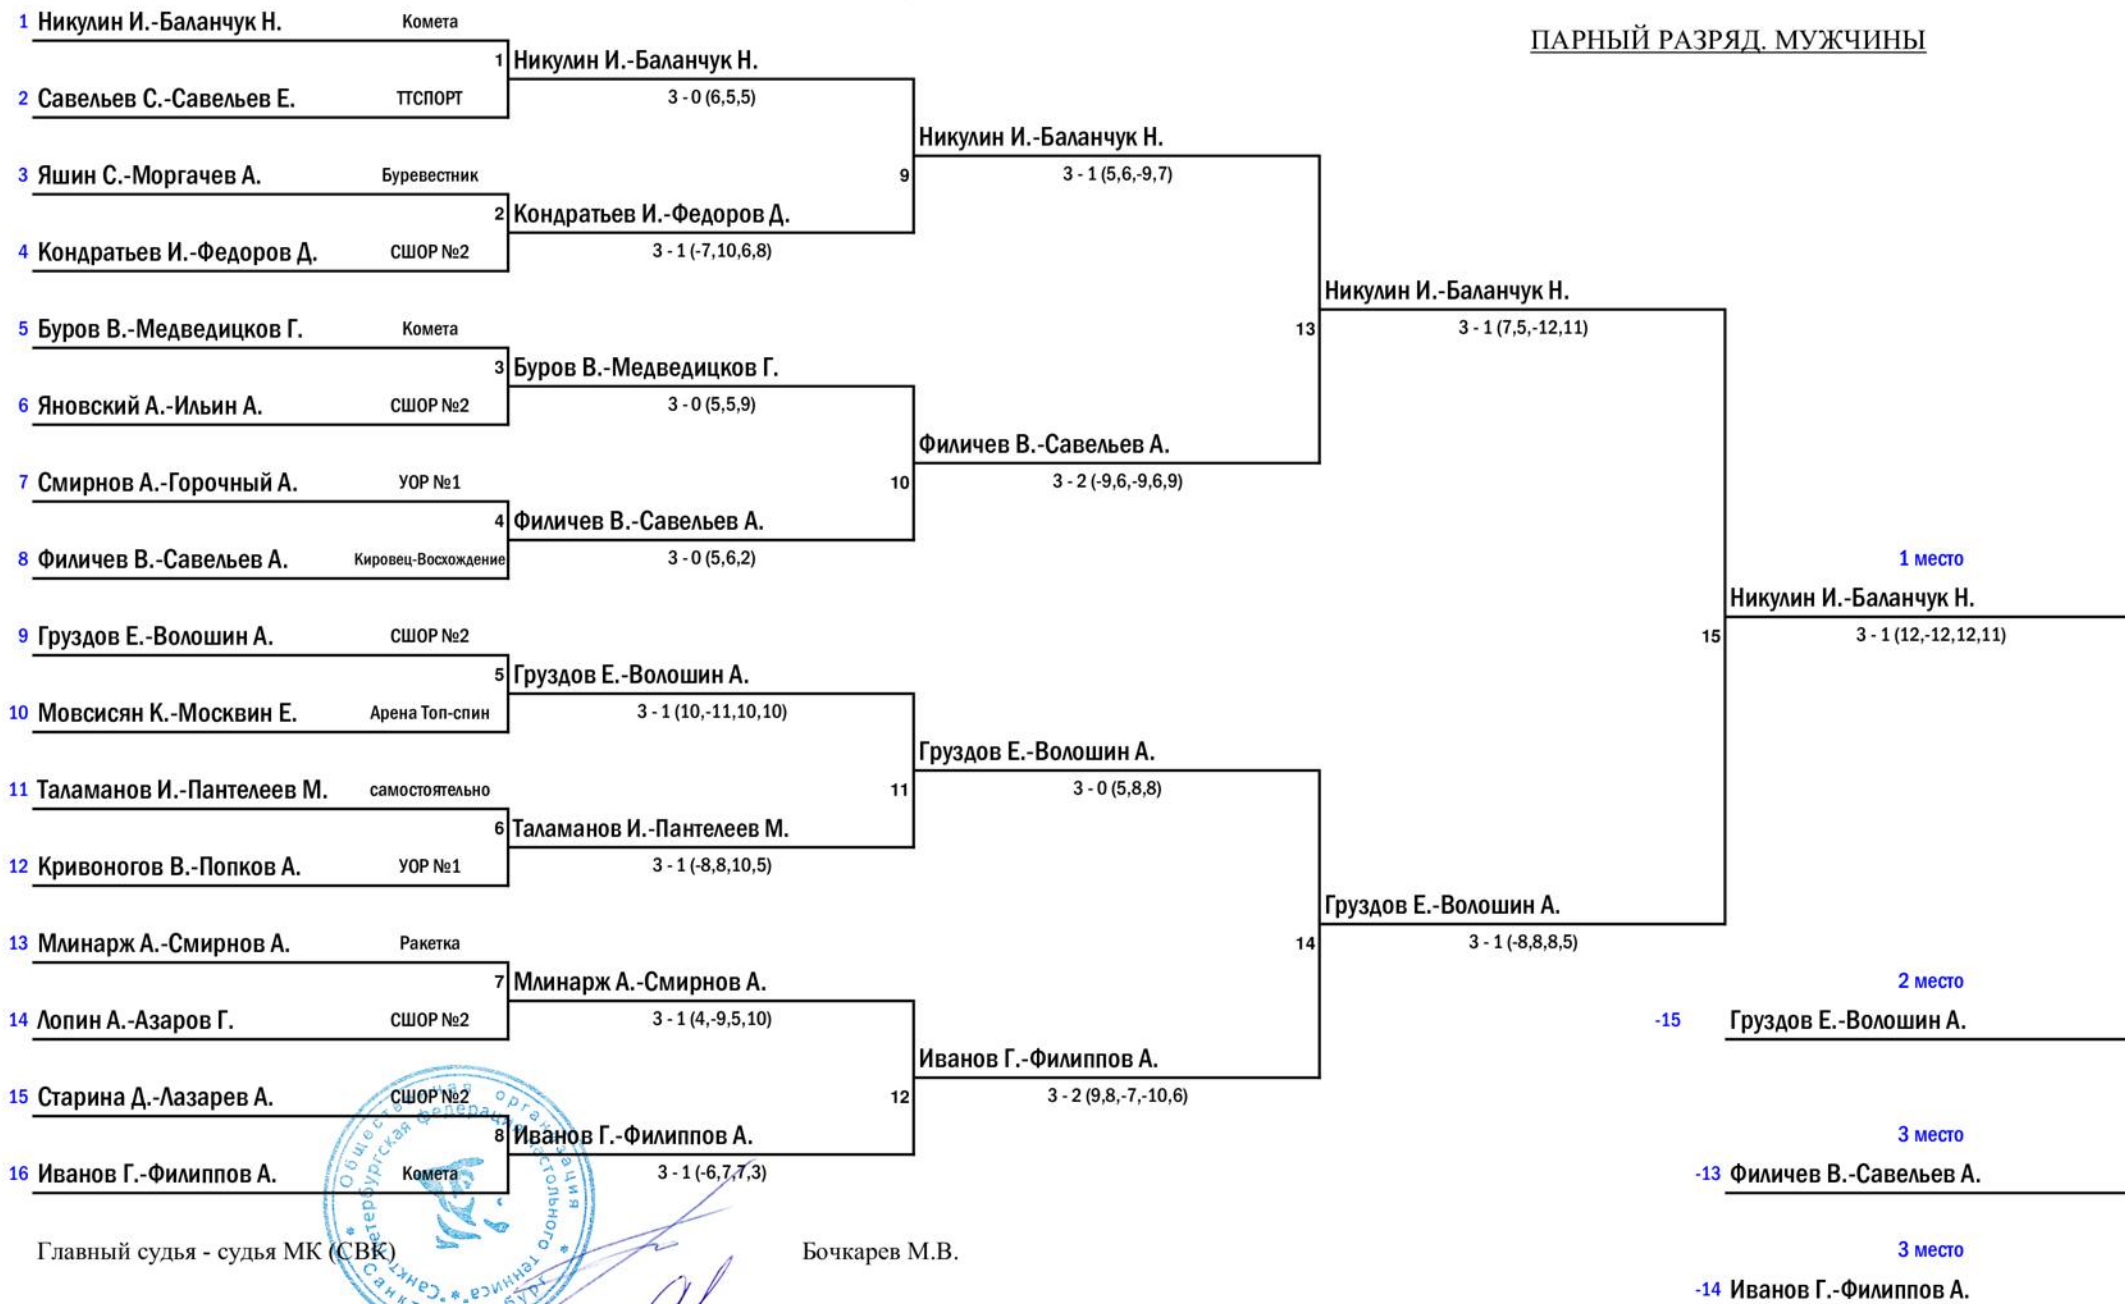 ПАРНЫЙ РАЗРЯД. МУЖЧИНЫ
1 Никулин И.-Баланчук Н. Комета
1 Никулин И.-Баланчук Н.
2 Савельев С.-Савельев Е. ТТСПОРТ 3 - 0 (6,5,5)
Никулин И.-Баланчук Н.
3 Яшин С.-Моргачев А. Буревестник 9 3 - 1 (5,6,-9,7)
2 Кондратьев И.-Федоров Д.
4 Кондратьев И.-Федоров Д. СШОР №2 3 - 1 (-7,10,6,8)
Никулин И.-Баланчук Н.
5 Буров В.-Медведицков Г. Комета 13 3 - 1 (7,5,-12,11)
3 Буров В.-Медведицков Г.
6 Яновский А.-Ильин А. СШОР №2 3 - 0 (5,5,9)
Филичев В.-Савельев А.
7 Смирнов А.-Горочный А. УОР №1 10 3 - 2 (-9,6,-9,6,9)
4 Филичев В.-Савельев А.
8 Филичев В.-Савельев А. Кировец-Восхождение 3 - 0 (5,6,2) 1 место
Никулин И.-Баланчук Н.
9 Груздов Е.-Волошин А. СШОР №2 15 3 - 1 (12,-12,12,11)
5 Груздов Е.-Волошин А.
10 Мовсисян К.-Москвин Е. Арена Топ-спин 3 - 1 (10,-11,10,10)
Груздов Е.-Волошин А.
11 Таламанов И.-Пантелеев М. самостоятельно 11 3 - 0 (5,8,8)
6 Таламанов И.-Пантелеев М.
12 Кривоногов В.-Попков А. УОР №1 3 - 1 (-8,8,10,5)
Груздов Е.-Волошин А.
13 Млинарж А.-Смирнов А. Ракетка 14 3 - 1 (-8,8,8,5)
7 Млинарж А.-Смирнов А. 2 место
14 Лопин А.-Азаров Г. СШОР №2 3 - 1 (4,-9,5,10) -15 Груздов Е.-Волошин А.
Иванов Г.-Филиппов А.
15 Старина Д.-Лазарев А. СШОР №2 12 3 - 2 (9,8,-7,-10,6)
8 Иванов Г.-Филиппов А. 3 место
16 Иванов Г.-Филиппов А. Комета 3 - 1 (-6,7,7,3) -13 Филичев В.-Савельев А.
Главный судья - судья МК (СВК) Бочкарев М.В. 3 место
-14 Иванов Г.-Филиппов А.
Общественная организация
Санкт-Петербургская федерация настольного тенниса